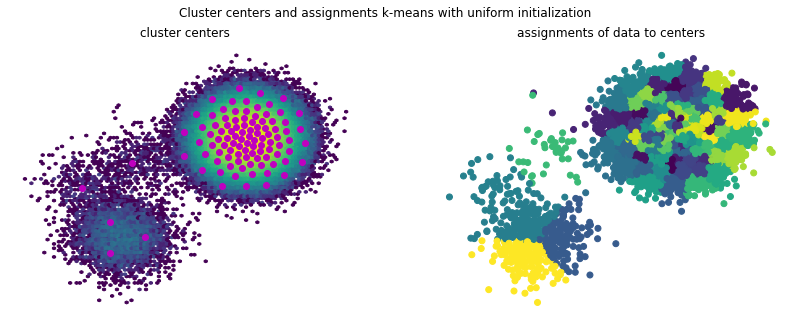 Cluster centers and assignments k-means with uniform initialization
cluster centers
assignments of data to centers